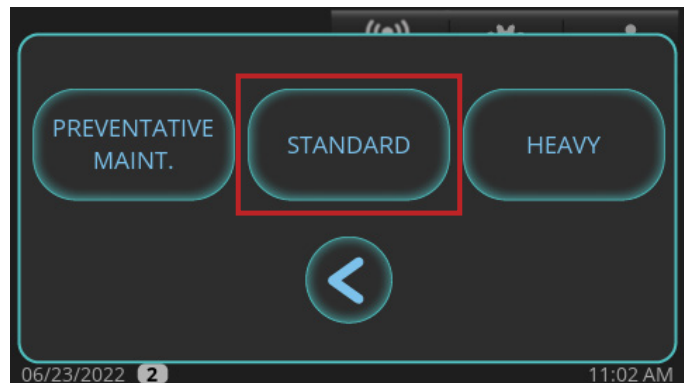 PREVENTATIVE
MAINT.
STANDARD
HEAVY
06/23/2022 2
11:02 AM